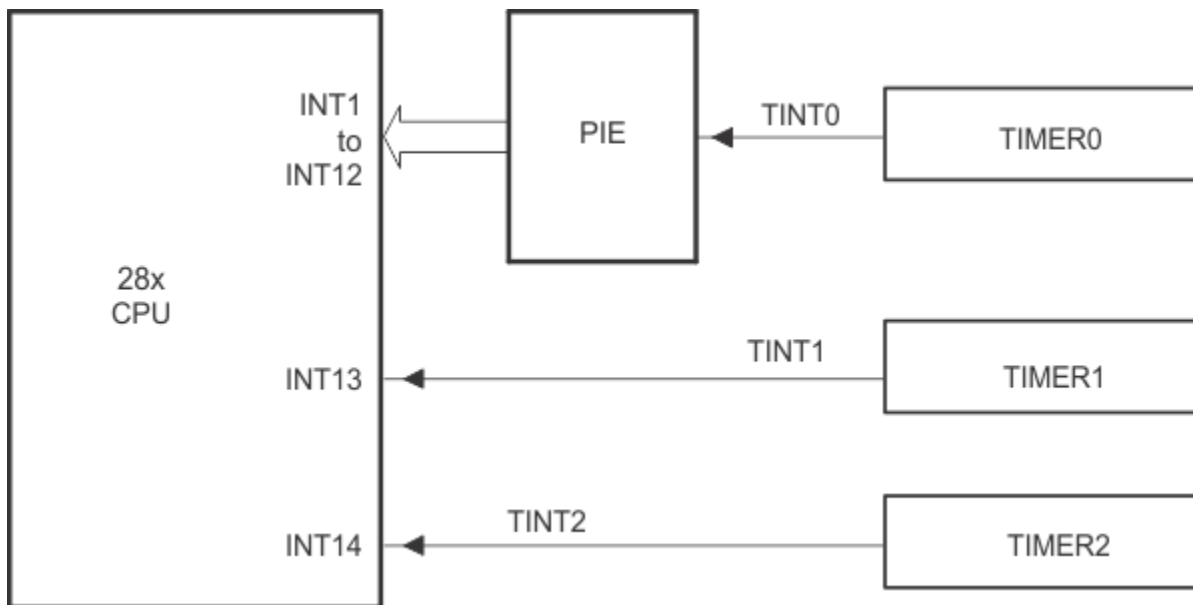 INT1
to
INT12
PIE
TINT0
TIMER0
28x
CPU
INT13
TINT1
TIMER1
INT14
TINT2
TIMER2